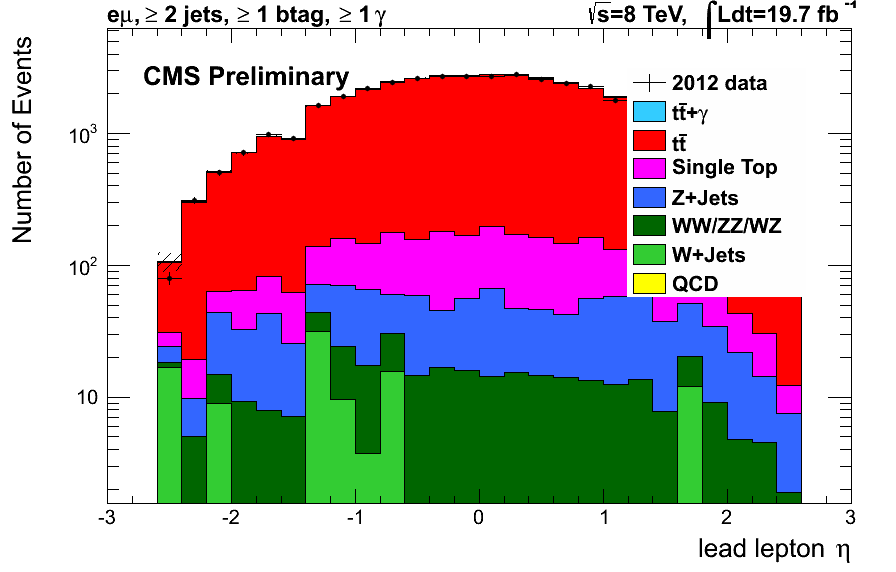 eμ, ≥ 2 jets, ≥ 1 btag, ≥ 1 γ
√s=8 TeV, ∫Ldt=19.7 fb⁻¹
CMS Preliminary
2012 data
tt̄+γ
tt̄
Single Top
Z+Jets
WW/ZZ/WZ
W+Jets
QCD
Number of Events
10³
10²
10
-3 -2 -1 0 1 2 3
lead lepton η